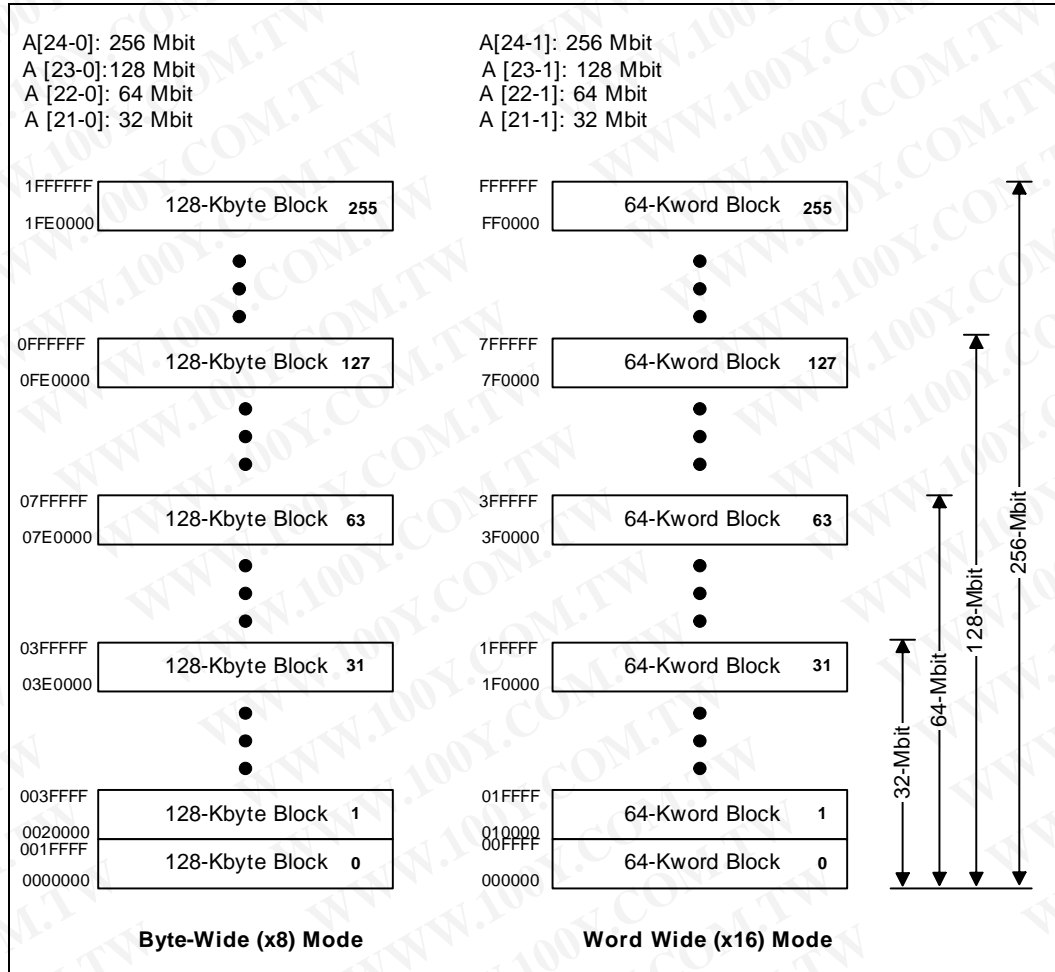 A[24-0]: 256 Mbit
A [23-0]:128 Mbit
A [22-0]: 64 Mbit
A [21-0]: 32 Mbit
A[24-1]: 256 Mbit
A [23-1]: 128 Mbit
A [22-1]: 64 Mbit
A [21-1]: 32 Mbit
1FFFFFF
128-Kbyte Block 255
1FE0000
0FFFFFF
128-Kbyte Block 127
0FE0000
07FFFFF
128-Kbyte Block 63
07E0000
03FFFFF
128-Kbyte Block 31
03E0000
003FFFF
128-Kbyte Block 1
0020000
001FFFF
128-Kbyte Block 0
0000000
Byte-Wide (x8) Mode
FFFFFF
64-Kword Block 255
FF0000
7FFFFF
64-Kword Block 127
7F0000
3FFFFF
64-Kword Block 63
3F0000
1FFFFF
64-Kword Block 31
1F0000
01FFFF
64-Kword Block 1
010000
00FFFF
64-Kword Block 0
000000
Word Wide (x16) Mode
32-Mbit
64-Mbit
128-Mbit
256-Mbit
WWW.100Y.COM.TW